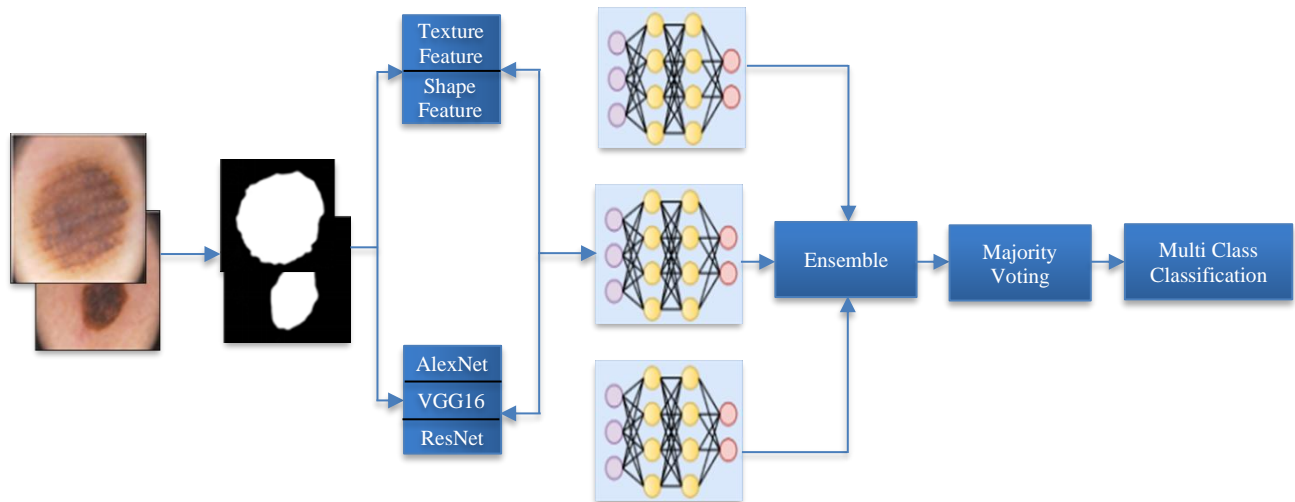 Texture
Feature
Shape
Feature
AlexNet
VGG16
ResNet
Ensemble
Majority
Voting
Multi Class
Classification